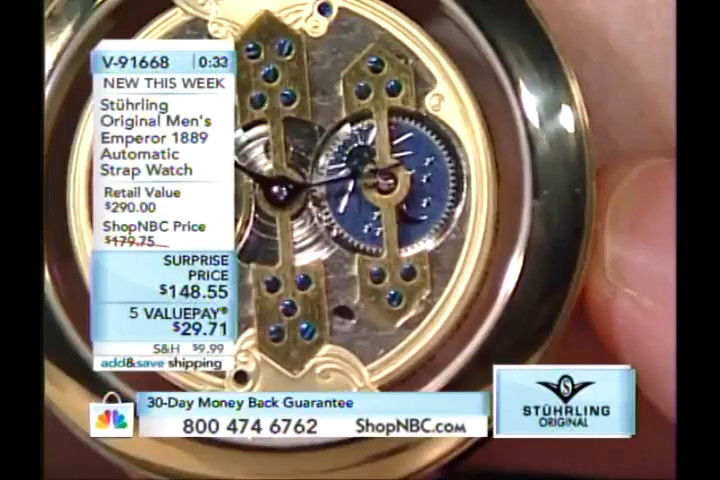 V-91668 0:33
NEW THIS WEEK
Stührling
Original Men's
Emperor 1889
Automatic
Strap Watch
Retail Value
$290.00
ShopNBC Price
$179.75
SURPRISE
PRICE
$148.55
5 VALUEPAY®
$29.71
S&H $9.99
add&save shipping
30-Day Money Back Guarantee
800 474 6762 ShopNBC.com
S
STÜHRLING
ORIGINAL